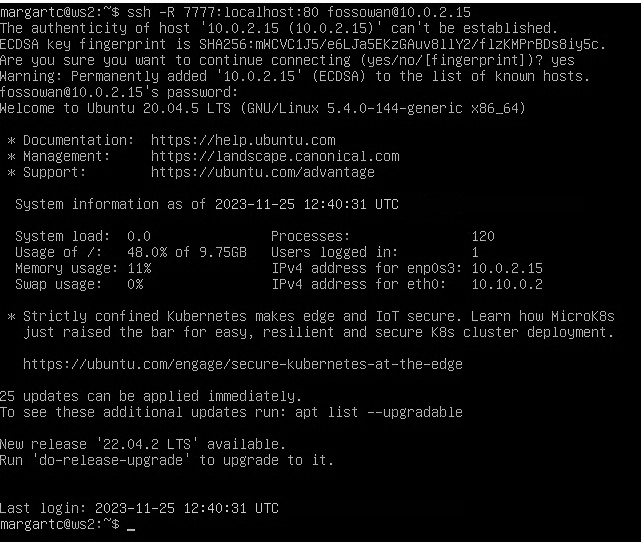 margartc@ws2:~$ ssh -R 7777:localhost:80 fossowan@10.0.2.15
The authenticity of host '10.0.2.15 (10.0.2.15)' can't be established.
ECDSA key fingerprint is SHA256:mWCVC1J5/e6LJa5EKzGAuv8llY2/flzKMPrBDs8iy5c.
Are you sure you want to continue connecting (yes/no/[fingerprint])? yes
Warning: Permanently added '10.0.2.15' (ECDSA) to the list of known hosts.
fossowan@10.0.2.15's password:
Welcome to Ubuntu 20.04.5 LTS (GNU/Linux 5.4.0-144-generic x86_64)

 * Documentation:  https://help.ubuntu.com
 * Management:     https://landscape.canonical.com
 * Support:        https://ubuntu.com/advantage

  System information as of 2023-11-25 12:40:31 UTC

  System load:  0.0                Processes:               120
  Usage of /:   48.0% of 9.75GB   Users logged in:         1
  Memory usage: 11%                IPv4 address for enp0s3: 10.0.2.15
  Swap usage:   0%                 IPv4 address for eth0:   10.10.0.2

 * Strictly confined Kubernetes makes edge and IoT secure. Learn how MicroK8s
   just raised the bar for easy, resilient and secure K8s cluster deployment.

   https://ubuntu.com/engage/secure-kubernetes-at-the-edge

25 updates can be applied immediately.
To see these additional updates run: apt list --upgradable

New release '22.04.2 LTS' available.
Run 'do-release-upgrade' to upgrade to it.

Last login: 2023-11-25 12:40:31 UTC
margartc@ws2:~$ _